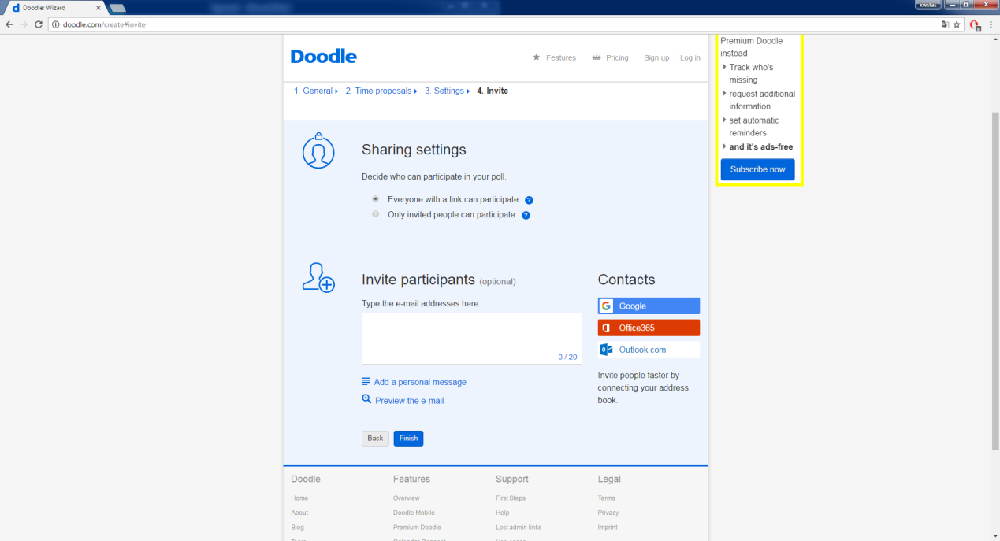 Doodle: Wizard
kwstas
doodle.com/create#invite
Doodle
Features
Pricing
Sign up
Log in
1. General
2. Time proposals
3. Settings
4. Invite
Premium Doodle
instead
Track who's
missing
request additional
information
set automatic
reminders
and it's ads-free
Subscribe now
Sharing settings
Decide who can participate in your poll.
Everyone with a link can participate ?
Only invited people can participate ?
Invite participants (optional)
Type the e-mail addresses here:
0 / 20
Add a personal message
Preview the e-mail
Contacts
Google
Office365
Outlook.com
Invite people faster by
connecting your address
book.
Back
Finish
Doodle
Home
About
Blog
Features
Overview
Doodle Mobile
Premium Doodle
Support
First Steps
Help
Lost admin links
Legal
Terms
Privacy
Imprint